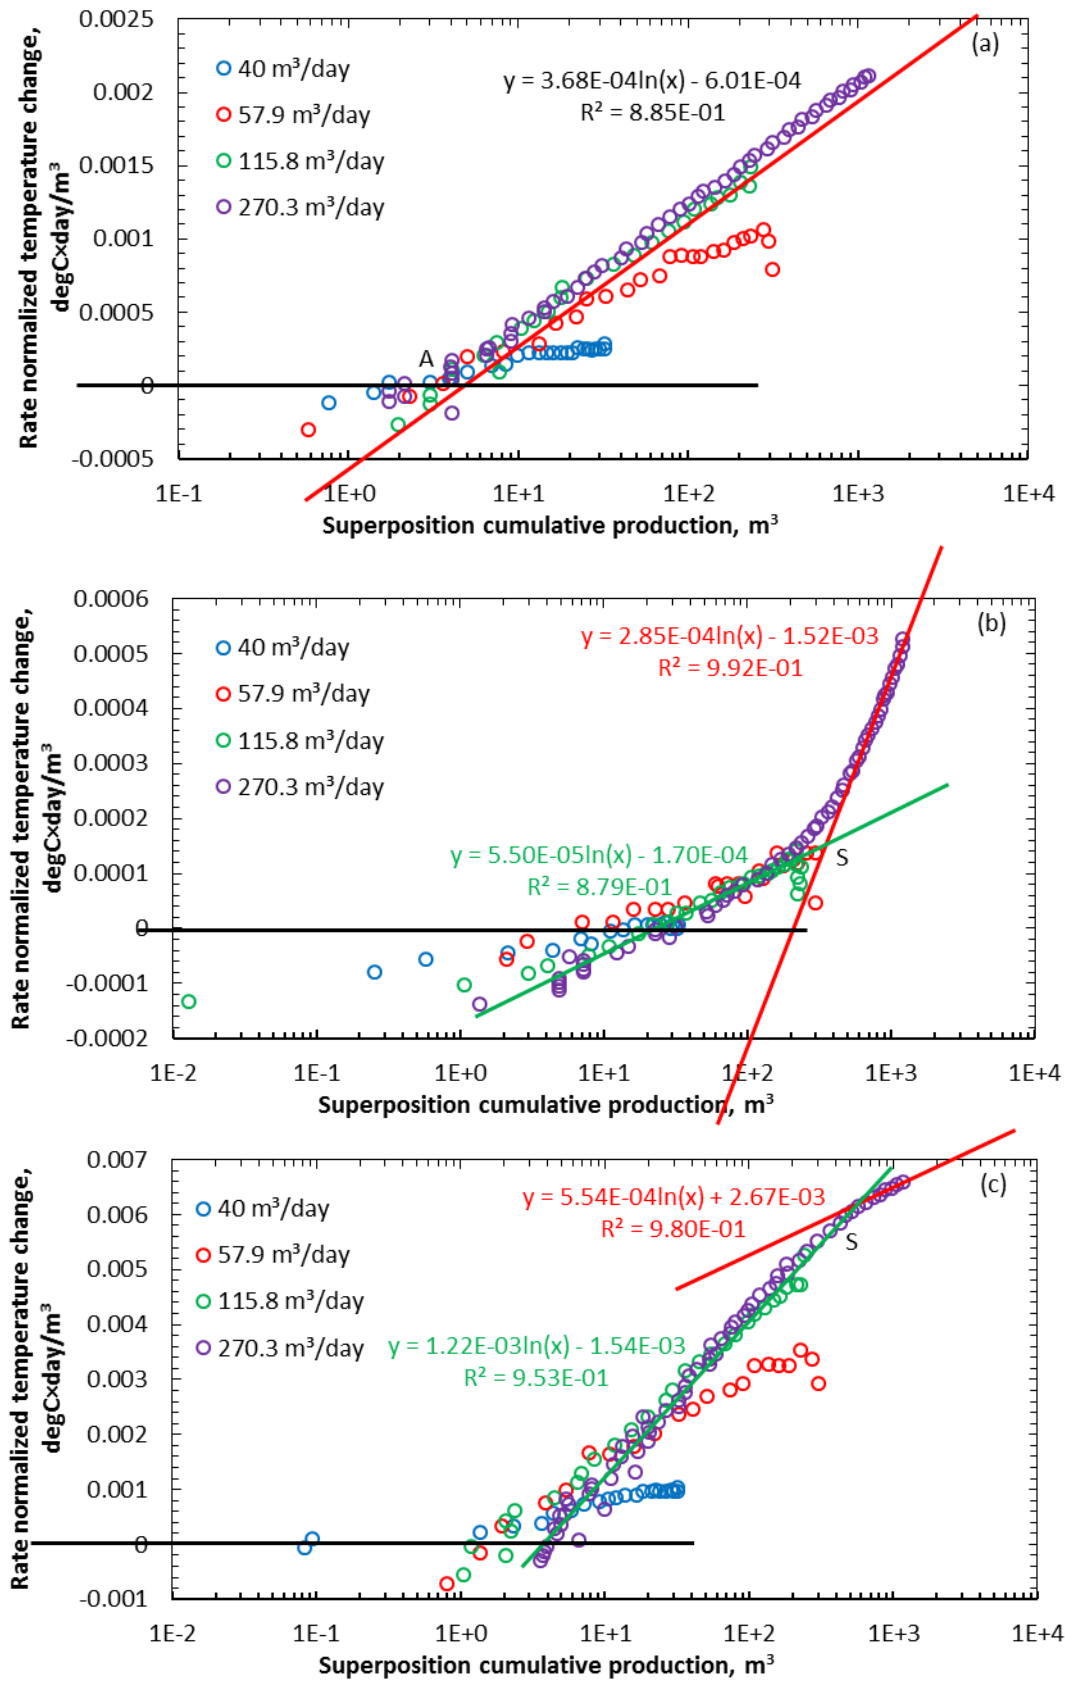 Rate normalized temperature change,
degC×day/m³
0.0025
0.002
0.0015
0.001
0.0005
0
-0.0005
(a)
40 m³/day
57.9 m³/day
115.8 m³/day
270.3 m³/day
y = 3.68E-04ln(x) - 6.01E-04
R² = 8.85E-01
A
1E-1 1E+0 1E+1 1E+2 1E+3 1E+4
Superposition cumulative production, m³
Rate normalized temperature change,
degC×day/m³
0.0006
0.0005
0.0004
0.0003
0.0002
0.0001
0
-0.0001
-0.0002
(b)
40 m³/day
57.9 m³/day
115.8 m³/day
270.3 m³/day
y = 2.85E-04ln(x) - 1.52E-03
R² = 9.92E-01
y = 5.50E-05ln(x) - 1.70E-04
R² = 8.79E-01
S
1E-2 1E-1 1E+0 1E+1 1E+2 1E+3 1E+4
Superposition cumulative production, m³
Rate normalized temperature change,
degC×day/m³
0.007
0.006
0.005
0.004
0.003
0.002
0.001
0
-0.001
(c)
40 m³/day
57.9 m³/day
115.8 m³/day
270.3 m³/day
y = 5.54E-04ln(x) + 2.67E-03
R² = 9.80E-01
S
y = 1.22E-03ln(x) - 1.54E-03
R² = 9.53E-01
1E-2 1E-1 1E+0 1E+1 1E+2 1E+3 1E+4
Superposition cumulative production, m³